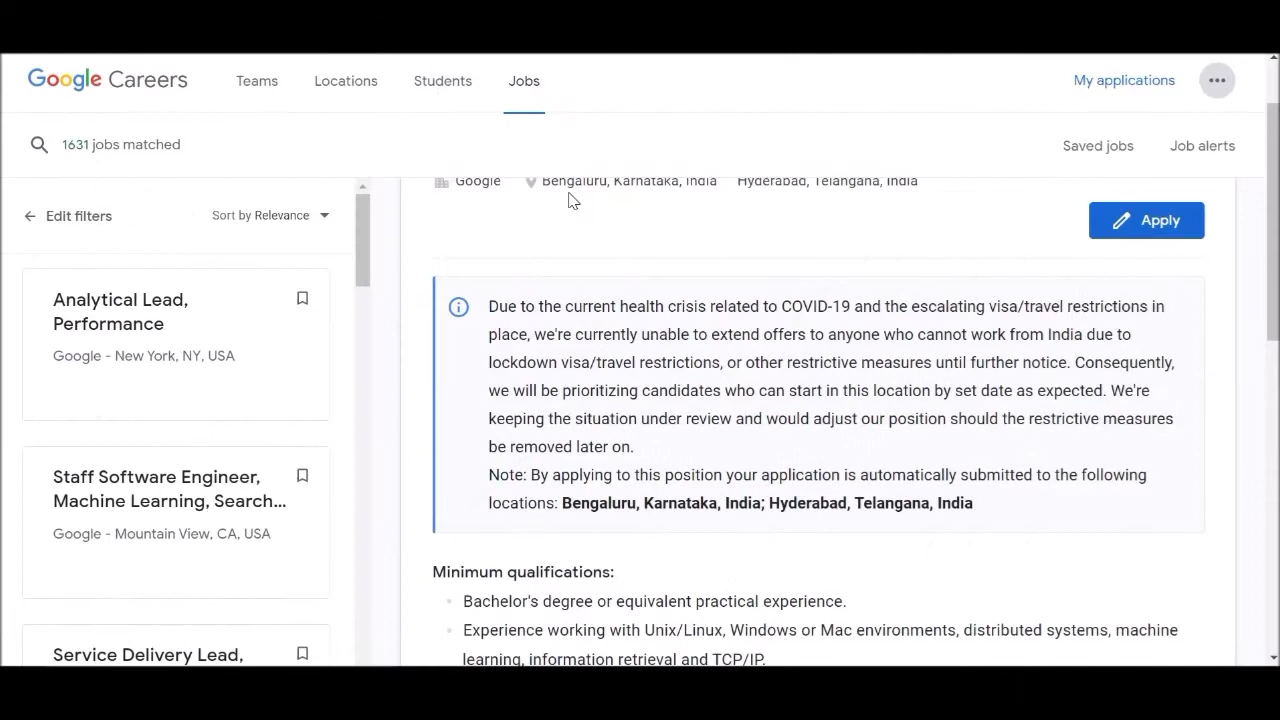 Google Careers
Teams
Locations
Students
Jobs
My applications
1631 jobs matched
Saved jobs
Job alerts
Edit filters
Sort by Relevance
Analytical Lead,
Performance
Google - New York, NY, USA
Staff Software Engineer,
Machine Learning, Search...
Google - Mountain View, CA, USA
Service Delivery Lead,
Google
Bengaluru, Karnataka, India
Hyderabad, Telangana, India
Apply
Due to the current health crisis related to COVID-19 and the escalating visa/travel restrictions in
place, we're currently unable to extend offers to anyone who cannot work from India due to
lockdown visa/travel restrictions, or other restrictive measures until further notice. Consequently,
we will be prioritizing candidates who can start in this location by set date as expected. We're
keeping the situation under review and would adjust our position should the restrictive measures
be removed later on.
Note: By applying to this position your application is automatically submitted to the following
locations: Bengaluru, Karnataka, India; Hyderabad, Telangana, India
Minimum qualifications:
Bachelor's degree or equivalent practical experience.
Experience working with Unix/Linux, Windows or Mac environments, distributed systems, machine
learning, information retrieval and TCP/IP.